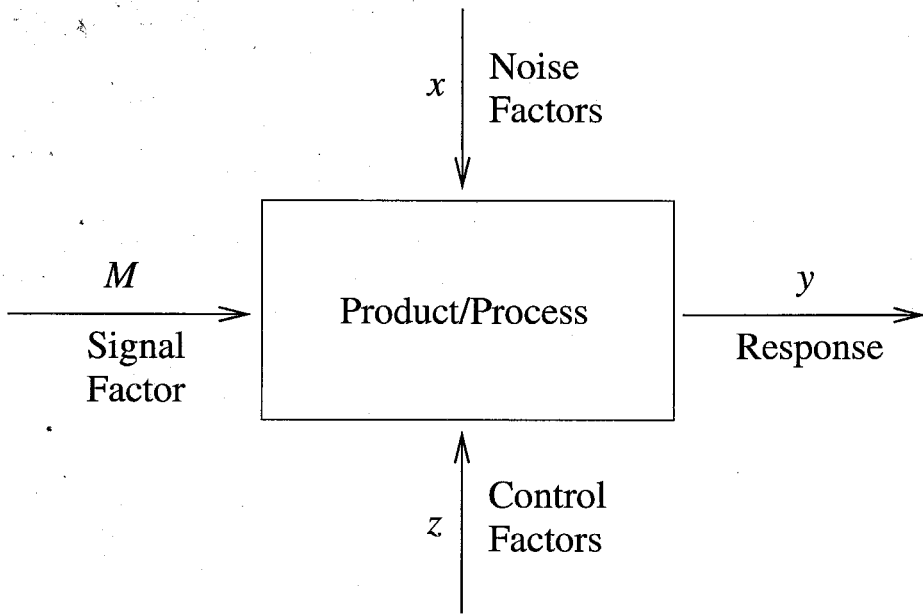 x
Noise
Factors
M
Signal
Factor
Product/Process
y
Response
z
Control
Factors